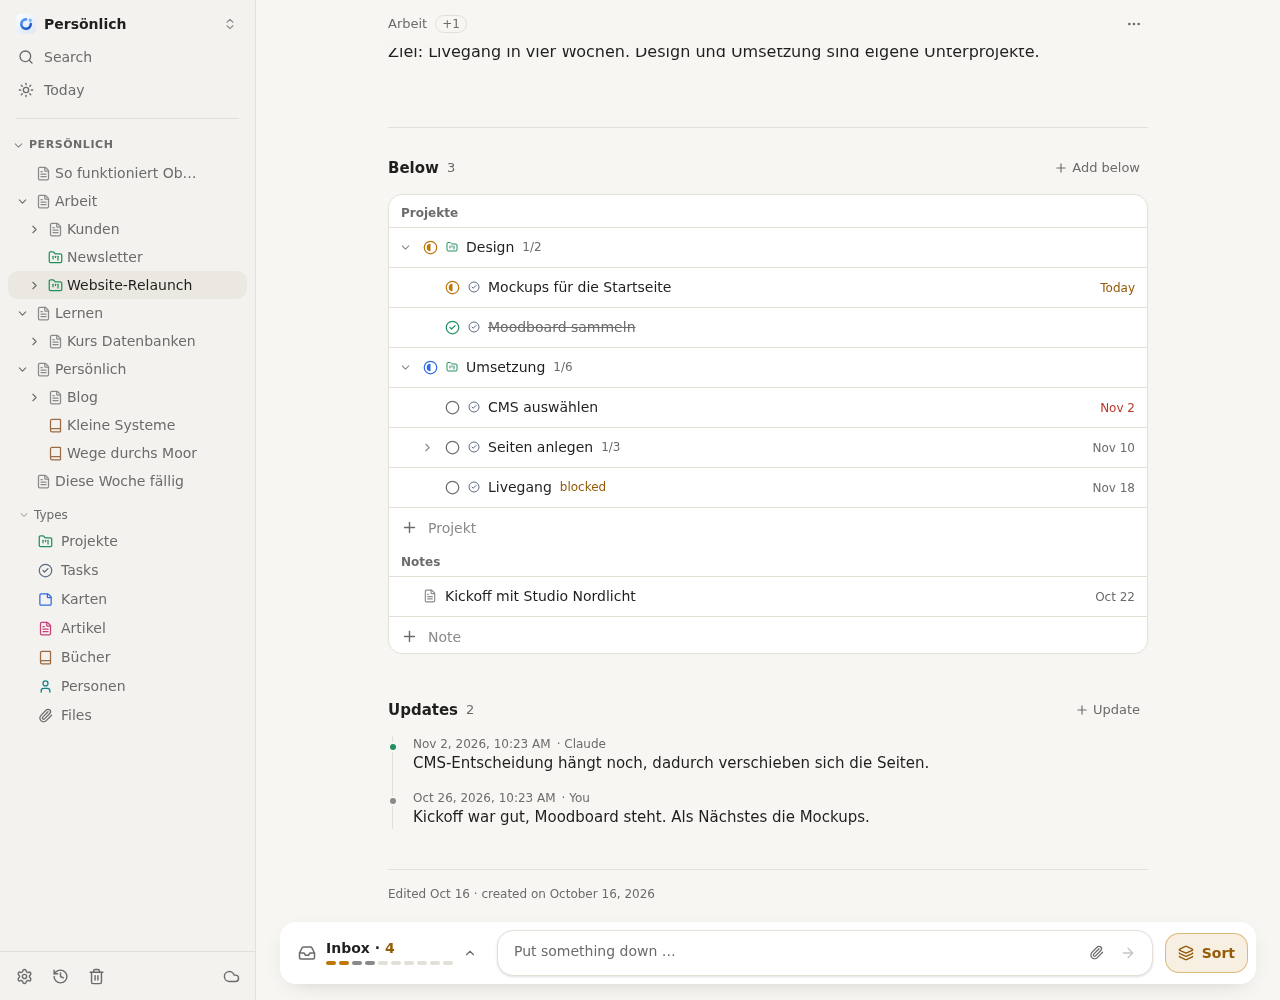 Persönlich
Search
Today
PERSÖNLICH
So funktioniert Ob…
Arbeit
Kunden
Newsletter
Website-Relaunch
Lernen
Kurs Datenbanken
Persönlich
Blog
Kleine Systeme
Wege durchs Moor
Diese Woche fällig
Types
Projekte
Tasks
Karten
Artikel
Bücher
Personen
Files
Arbeit +1
Ziel: Livegang in vier Wochen. Design und Umsetzung sind eigene Unterprojekte.
Below 3
Add below
Projekte
Design 1/2
Mockups für die Startseite Today
Moodboard sammeln
Umsetzung 1/6
CMS auswählen Nov 2
Seiten anlegen 1/3 Nov 10
Livegang blocked Nov 18
Projekt
Notes
Kickoff mit Studio Nordlicht Oct 22
Note
Updates 2
Update
Nov 2, 2026, 10:23 AM · Claude
CMS-Entscheidung hängt noch, dadurch verschieben sich die Seiten.
Oct 26, 2026, 10:23 AM · You
Kickoff war gut, Moodboard steht. Als Nächstes die Mockups.
Edited Oct 16 · created on October 16, 2026
Inbox · 4
Put something down …
Sort